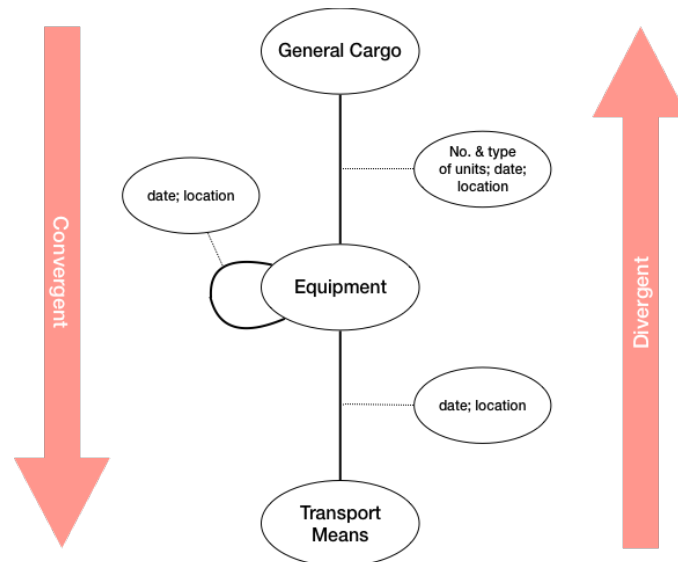 General Cargo
No. & type
of units; date;
location
date; location
Convergent
Equipment
Divergent
date; location
Transport
Means